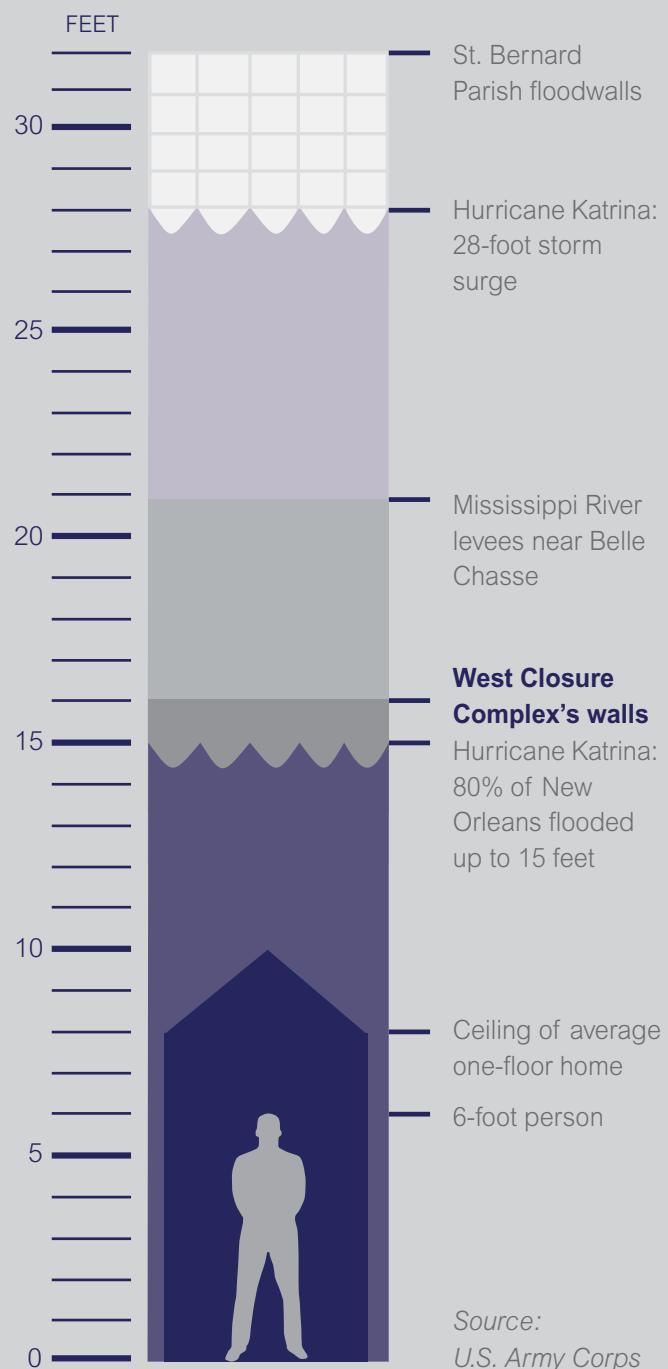 FEET
St. Bernard
Parish floodwalls
30
Hurricane Katrina:
28-foot storm
surge
25
Mississippi River
levees near Belle
Chasse
20
West Closure
Complex’s walls
15
Hurricane Katrina:
80% of New
Orleans flooded
up to 15 feet
10
Ceiling of average
one-floor home
6-foot person
5
Source:
U.S. Army Corps
0